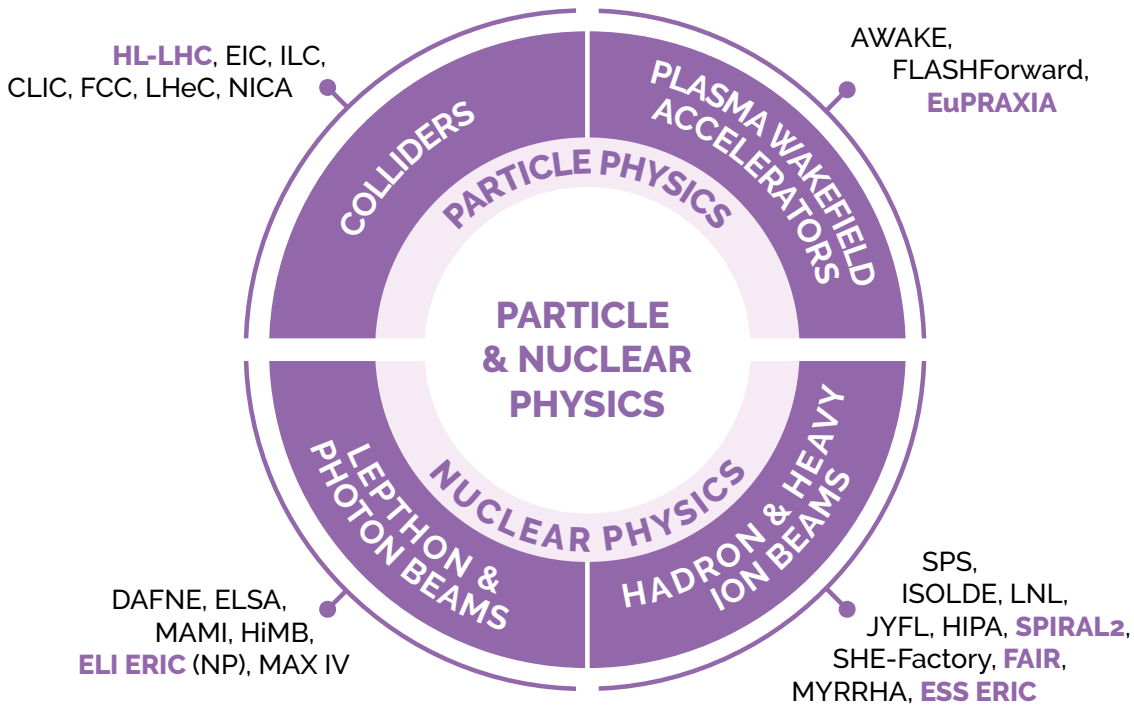 HL-LHC, EIC, ILC,
CLIC, FCC, LHeC, NICA
AWAKE,
FLASHForward,
EuPRAXIA
COLLIDERS
PLASMA WAKEFIELD
ACCELERATORS
PARTICLE PHYSICS
PARTICLE
& NUCLEAR
PHYSICS
NUCLEAR PHYSICS
LEPTHON &
PHOTON BEAMS
HADRON & HEAVY
ION BEAMS
DAFNE, ELSA,
MAMI, HiMB,
ELI ERIC (NP), MAX IV
SPS,
ISOLDE, LNL,
JYFL, HIPA, SPIRAL2,
SHE-Factory, FAIR,
MYRRHA, ESS ERIC